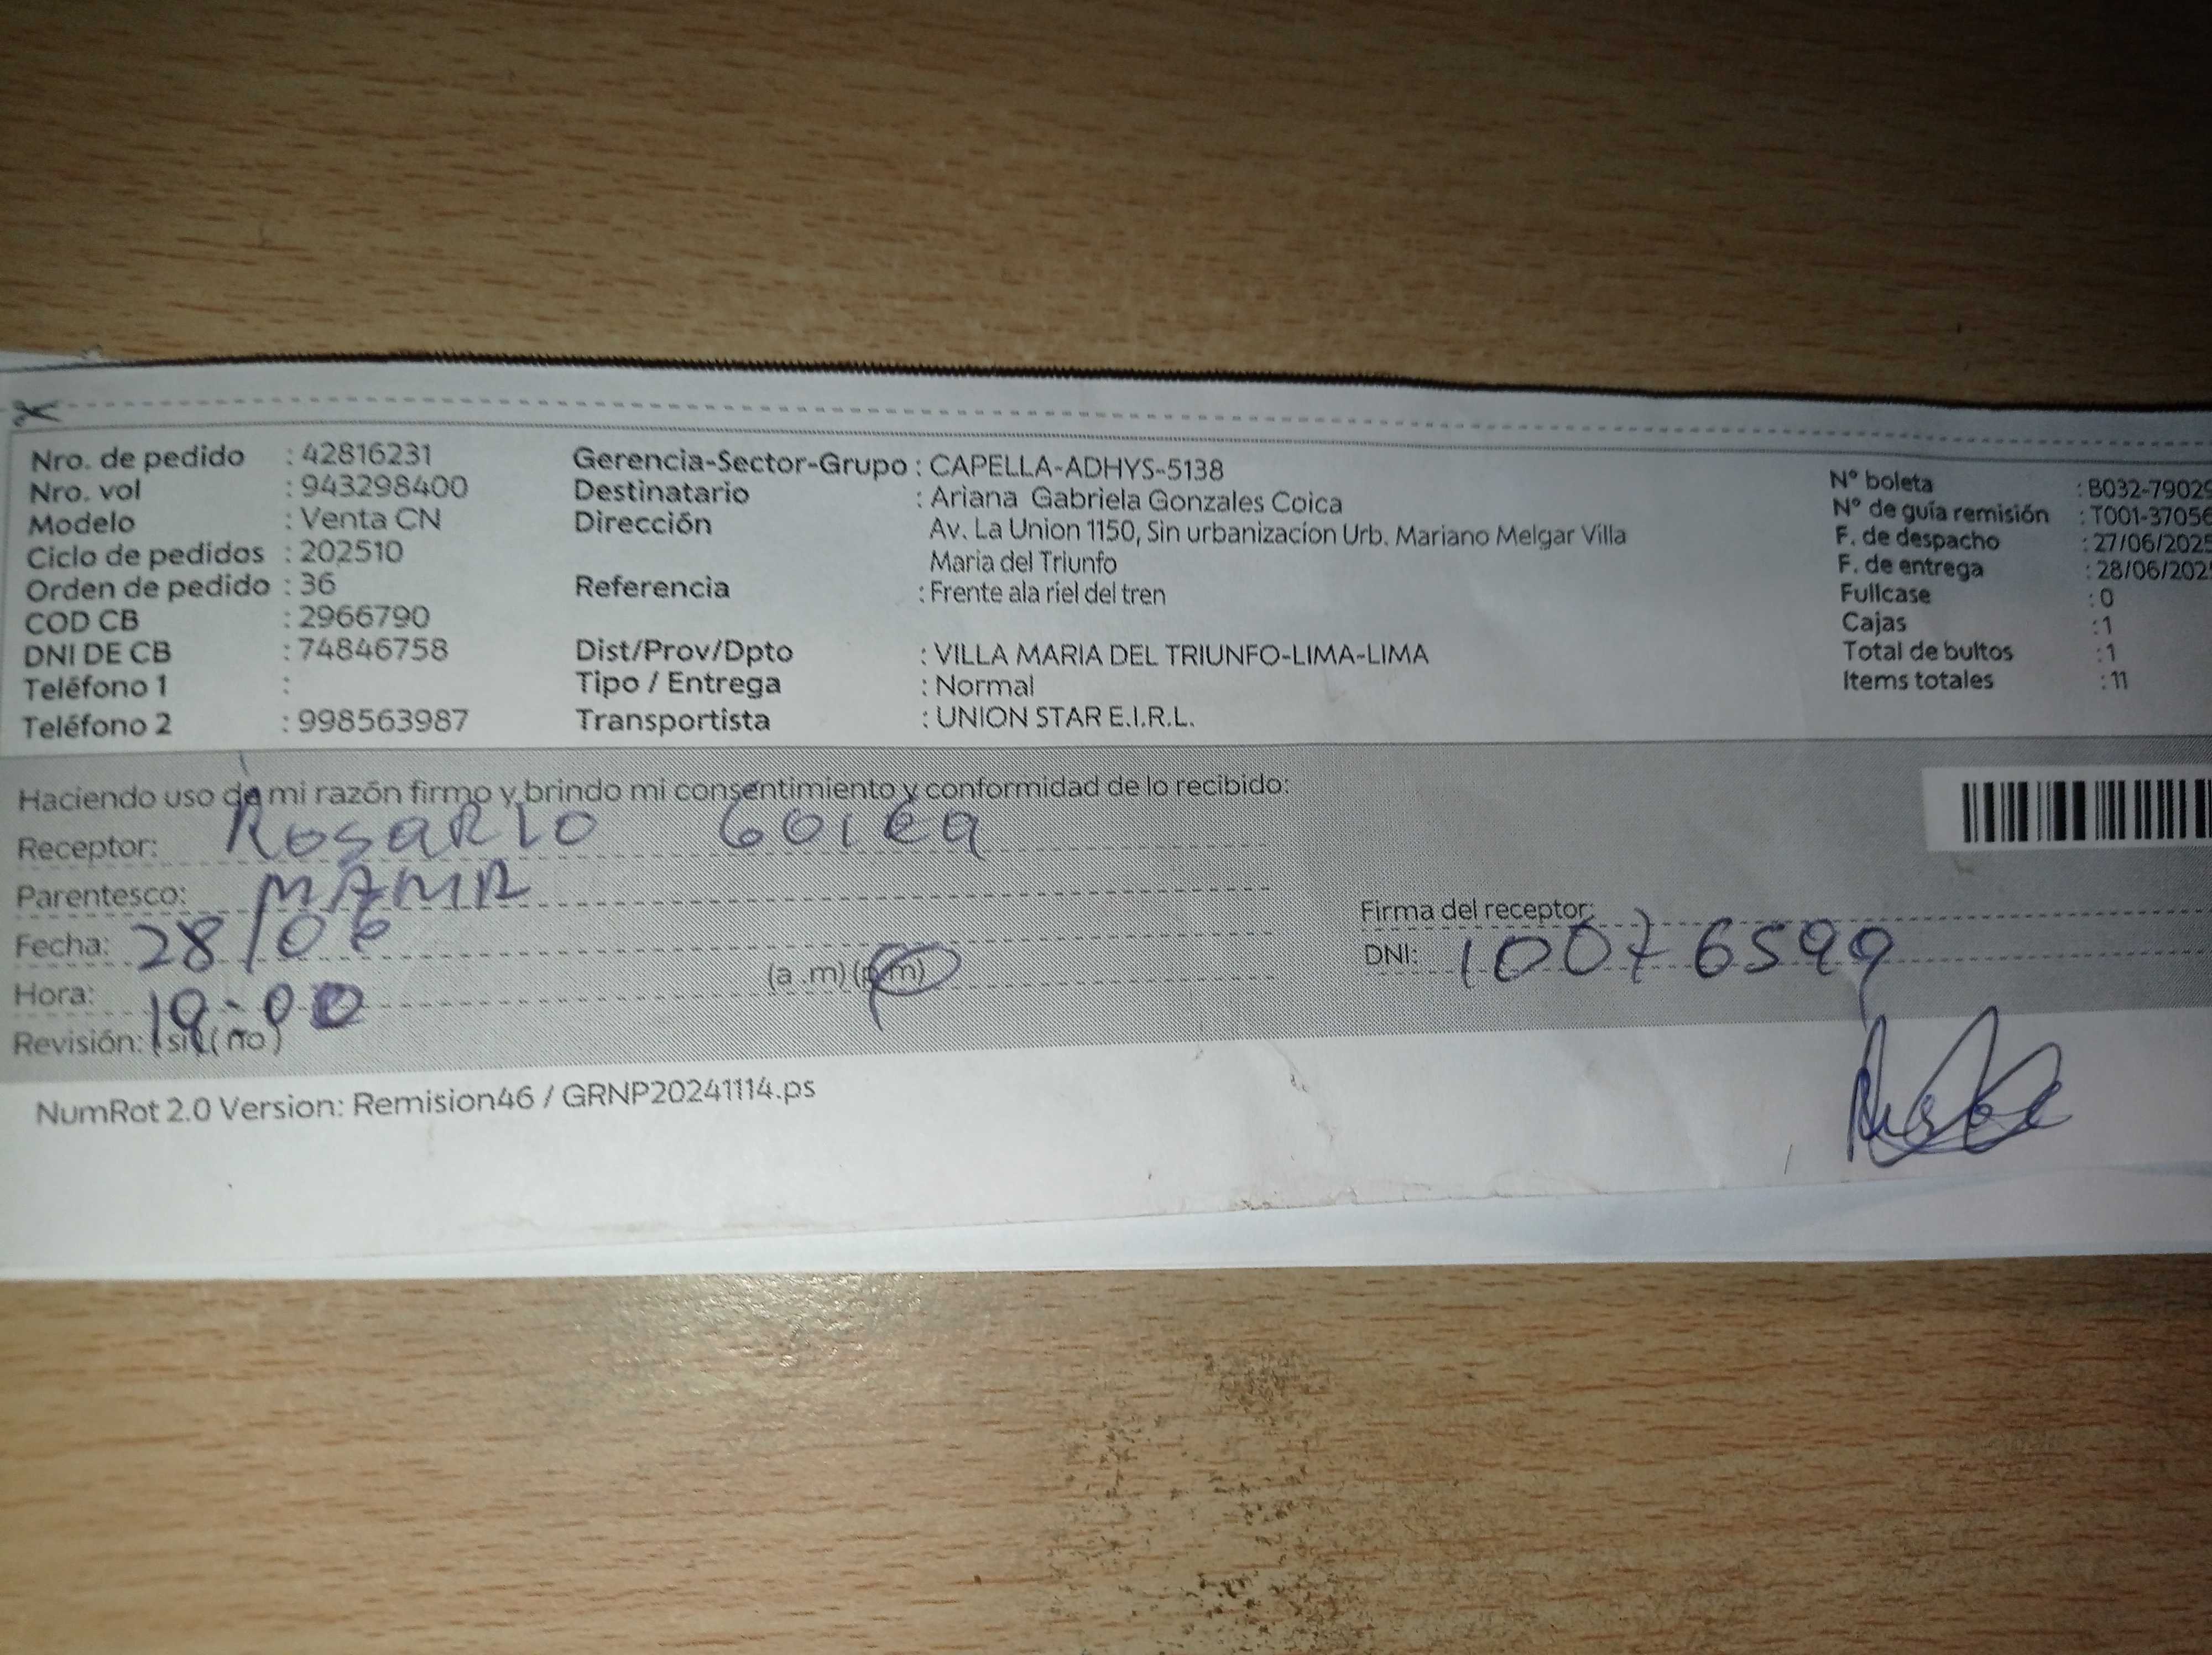 Nro. de pedido : 42816231
Nro. vol : 943298400
Modelo : Venta CN
Ciclo de pedidos : 202510
Orden de pedido : 36
COD CB : 2966790
DNI DE CB : 74846758
Teléfono 1 :
Teléfono 2 : 998563987
Gerencia-Sector-Grupo : CAPELLA-ADHYS-5138
Destinatario : Ariana Gabriela Gonzales Coica
Dirección Av. La Union 1150, Sin urbanizacíon Urb. Mariano Melgar Villa
Maria del Triunfo
Referencia : Frente ala riel del tren
Dist/Prov/Dpto : VILLA MARIA DEL TRIUNFO-LIMA-LIMA
Tipo / Entrega : Normal
Transportista : UNION STAR E.I.R.L.
N° boleta : B032-79029
N° de guía remisión : T001-37056
F. de despacho : 27/06/2025
F. de entrega : 28/06/202
Fullcase : 0
Cajas : 1
Total de bultos : 1
Items totales : 11
Haciendo uso de mi razón firmo y brindo mi consentimiento y conformidad de lo recibido:
Receptor: Rosario Coica
Parentesco: MAMA
Fecha: 28/06
Hora: 19-00 (a .m) (p.m)
Revisión: (si) (no)
Firma del receptor:
DNI: 10076599
NumRot 2.0 Version: Remision46 / GRNP20241114.ps